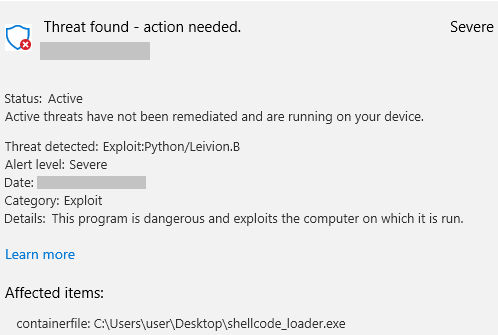 Threat found - action needed.
Severe
Status: Active
Active threats have not been remediated and are running on your device.
Threat detected: Exploit:Python/Leivion.B
Alert level: Severe
Date:
Category: Exploit
Details: This program is dangerous and exploits the computer on which it is run.
Learn more
Affected items:
containerfile: C:\Users\user\Desktop\shellcode_loader.exe